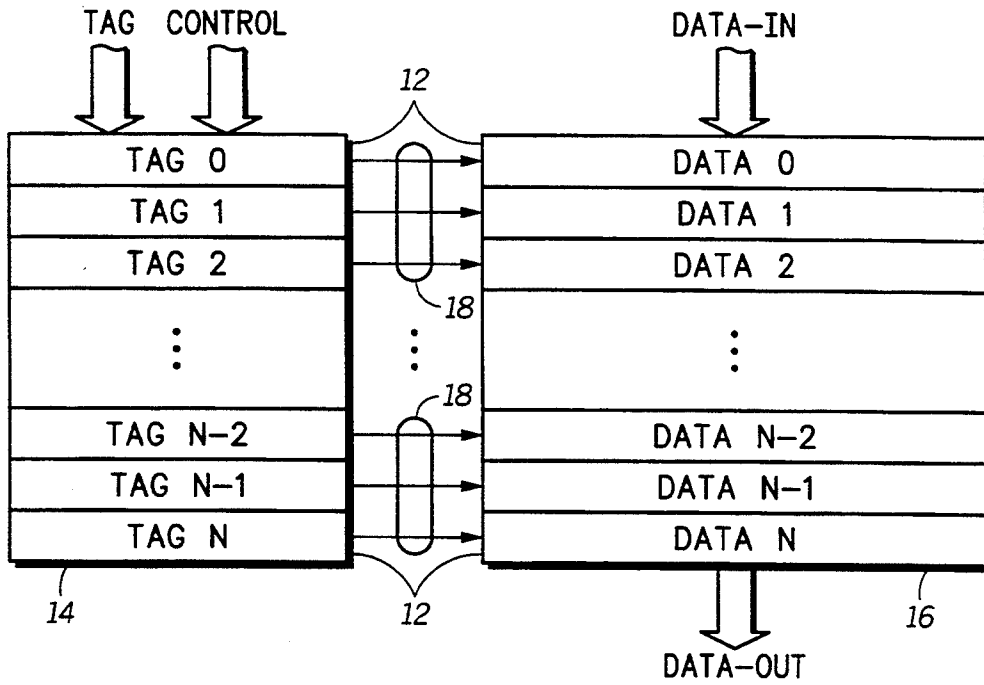 TAG CONTROL DATA-IN
12
TAG 0 DATA 0
TAG 1 DATA 1
TAG 2 DATA 2
18
18
TAG N-2 DATA N-2
TAG N-1 DATA N-1
TAG N DATA N
14 12 16
DATA-OUT